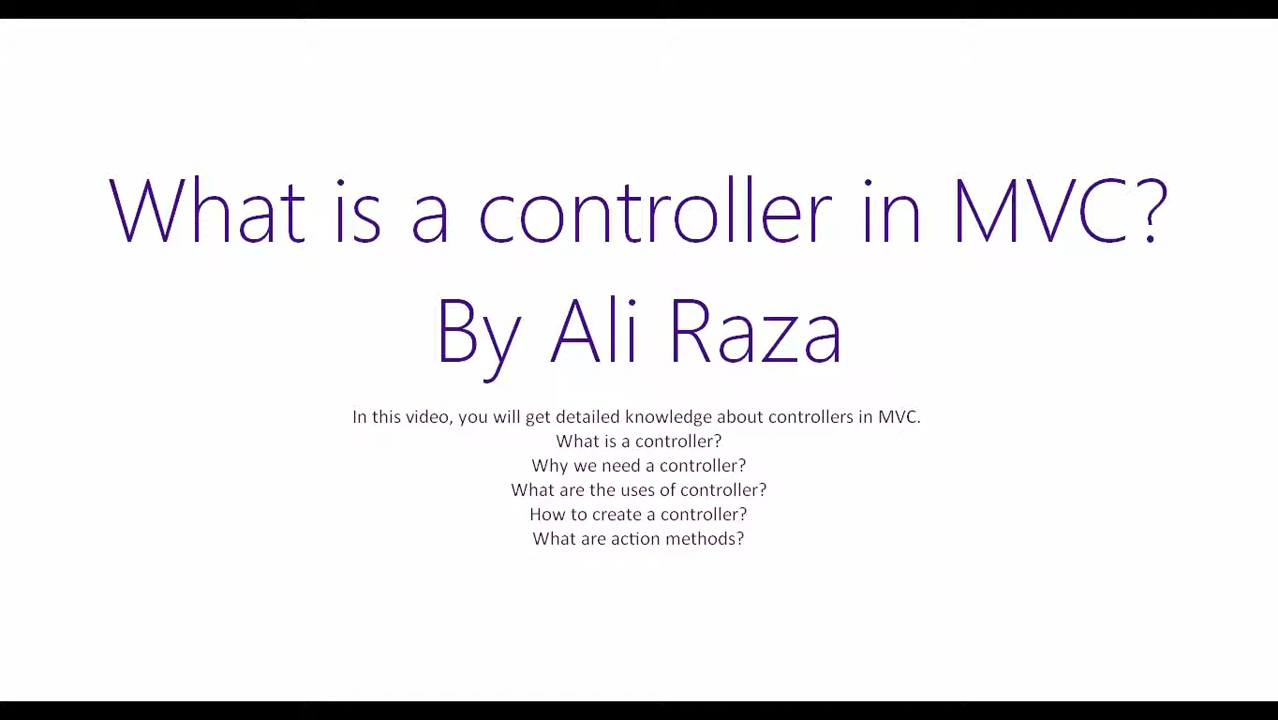 What is a controller in MVC?
By Ali Raza
In this video, you will get detailed knowledge about controllers in MVC.
What is a controller?
Why we need a controller?
What are the uses of controller?
How to create a controller?
What are action methods?